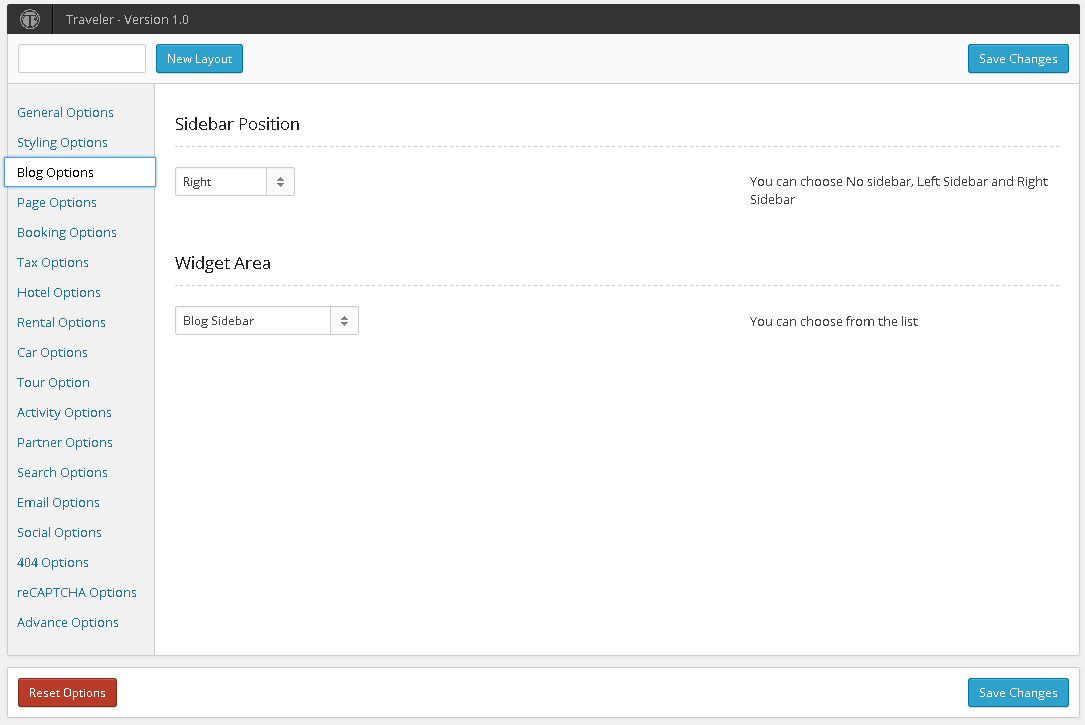 Traveler - Version 1.0
New Layout
Save Changes
General Options
Styling Options
Blog Options
Page Options
Booking Options
Tax Options
Hotel Options
Rental Options
Car Options
Tour Option
Activity Options
Partner Options
Search Options
Email Options
Social Options
404 Options
reCAPTCHA Options
Advance Options
Sidebar Position
Right
You can choose No sidebar, Left Sidebar and Right
Sidebar
Widget Area
Blog Sidebar
You can choose from the list
Reset Options
Save Changes